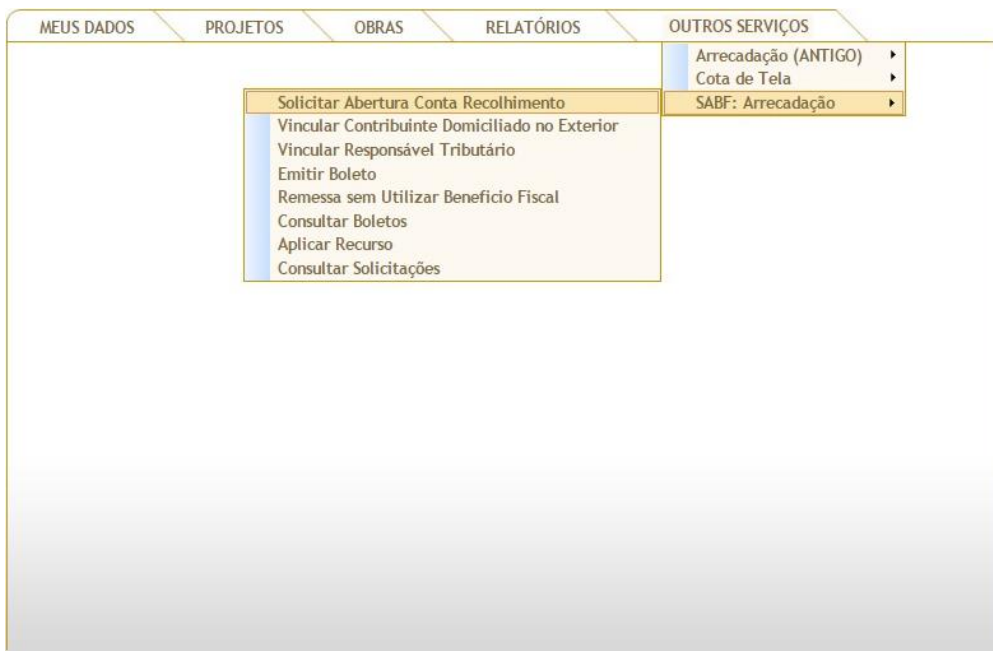 MEUS DADOS PROJETOS OBRAS RELATÓRIOS OUTROS SERVIÇOS
Arrecadação (ANTIGO)
Cota de Tela
SABF: Arrecadação
Solicitar Abertura Conta Recolhimento
Vincular Contribuinte Domiciliado no Exterior
Vincular Responsável Tributário
Emitir Boleto
Remessa sem Utilizar Beneficio Fiscal
Consultar Boletos
Aplicar Recurso
Consultar Solicitações